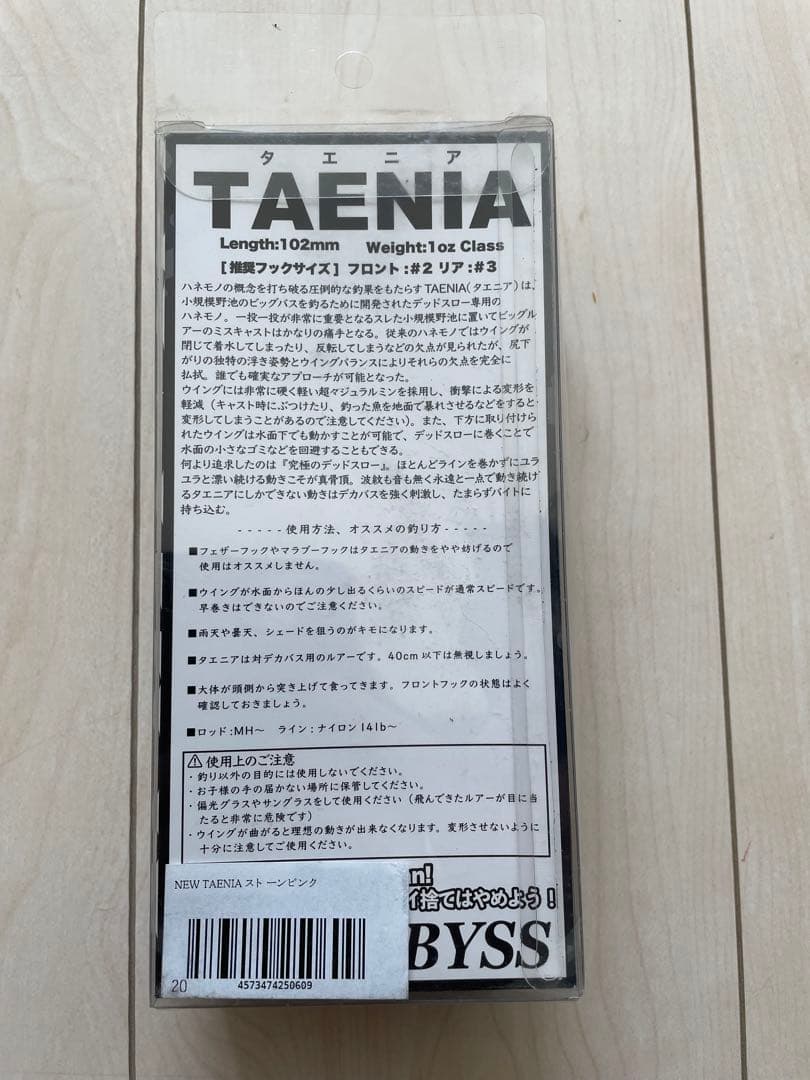 タエニア
TAENIA
Length:102mm Weight:1oz Class
[推奨フックサイズ] フロント:#2 リア:#3
ハネモノの概念を打ち破る圧倒的な釣果をもたらすTAENIA(タエニア)は、
小規模野池のビッグバスを釣るために開発されたデッドスロー専用の
ハネモノ。一投一投が非常に重要となるスレた小規模野池に置いてビッグル
アーのミスキャストはかなりの痛手となる。従来のハネモノではウイングが
閉じて着水してしまったり、反転してしまうなどの欠点が見られたが、尻下
がりの独特の浮き姿勢とウイングバランスによりそれらの欠点を完全に
払拭。誰でも確実なアプローチが可能となった。
ウイングには非常に硬く軽い超々ジュラルミンを採用し、衝撃による変形を
軽減（キャスト時にぶつけたり、釣った魚を地面で暴れさせるなどをすると
変形してしまうことがあるので注意してください)。また、下方に取り付けら
れたウイングは水面下でも動かすことが可能で、デッドスローに巻くことで
水面の小さなゴミなどを回避することもできる。
何より追求したのは『究極のデッドスロー』。ほとんどラインを巻かずにユラ
ユラと漂い続ける動きこそが真骨頂。波紋も音も無く永遠と一点で動き続け
るタエニアにしかできない動きはデカバスを強く刺激し、たまらずバイトに
持ち込む。
-----使用方法、オススメの釣り方-----
■フェザーフックやマラブーフックはタエニアの動きをやや妨げるので
使用はオススメしません。
■ウイングが水面からほんの少し出るくらいのスピードが通常スピードです。
早巻きはできないのでご注意ください。
■雨天や曇天、シェードを狙うのがキモになります。
■タエニアは対デカバス用のルアーです。40cm以下は無視しましょう。
■大体が頭側から突き上げて食ってきます。フロントフックの状態はよく
確認しておきましょう。
■ロッド:MH〜 ライン:ナイロン14lb〜
⚠使用上のご注意
・釣り以外の目的には使用しないでください。
・お子様の手の届かない場所に保管してください。
・偏光グラスやサングラスをして使用ください（飛んできたルアーが目に当
たると非常に危険です）
・ウイングが曲がると理想の動きが出来なくなります。変形させないように
十分に注意してご使用ください。
n!
イ捨てはやめよう!
BYSS
NEW TAENIA ストーンピンク
20
4573474250609